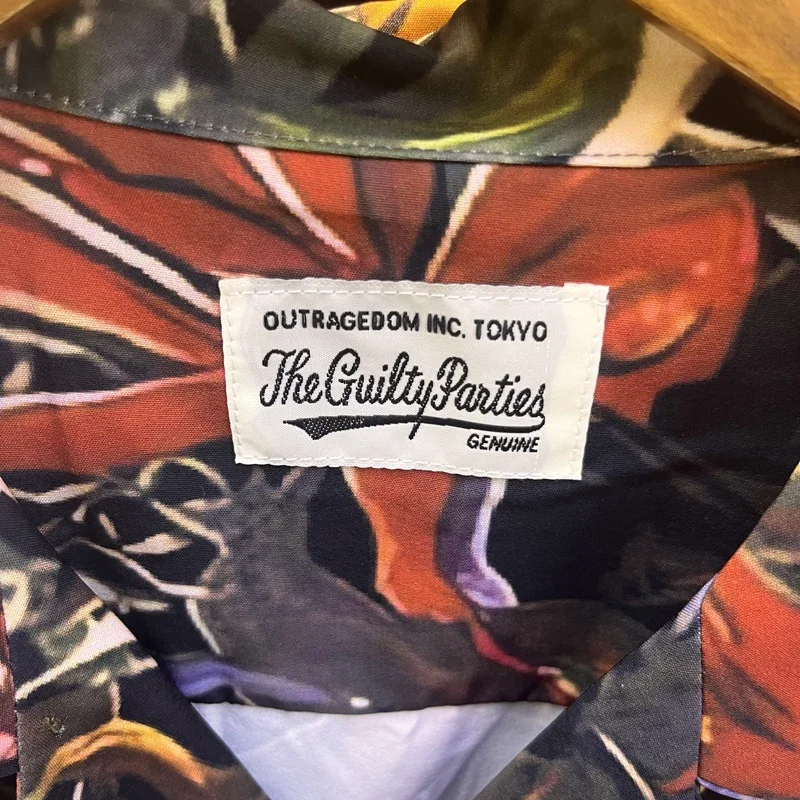 OUTRAGEDOM INC. TOKYO
The Guilty Parties
GENUINE